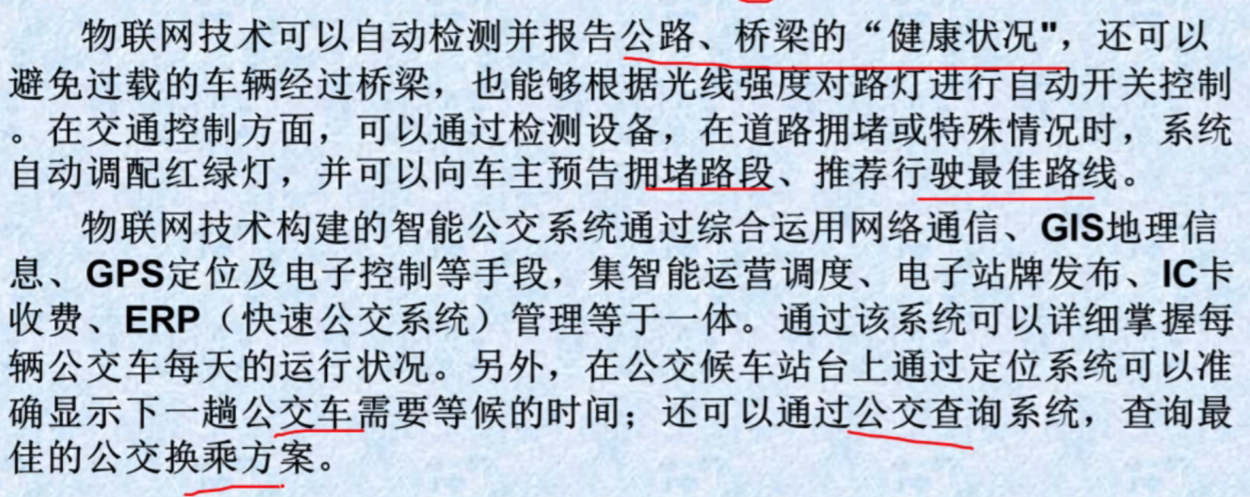 物联网技术可以自动检测并报告公路、桥梁的“健康状况"，还可以
避免过载的车辆经过桥梁，也能够根据光线强度对路灯进行自动开关控制
。在交通控制方面，可以通过检测设备，在道路拥堵或特殊情况时，系统
自动调配红绿灯，并可以向车主预告拥堵路段、推荐行驶最佳路线。
物联网技术构建的智能公交系统通过综合运用网络通信、GIS地理信
息、GPS定位及电子控制等手段，集智能运营调度、电子站牌发布、IC卡
收费、ERP（快速公交系统）管理等于一体。通过该系统可以详细掌握每
辆公交车每天的运行状况。另外，在公交候车站台上通过定位系统可以准
确显示下一趟公交车需要等候的时间；还可以通过公交查询系统，查询最
佳的公交换乘方案。